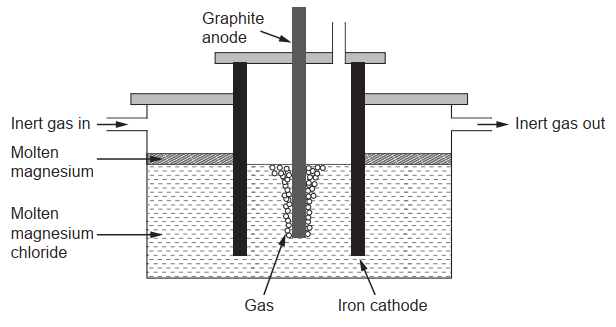 Graphite
anode
Inert gas in
Inert gas out
Molten
magnesium
Molten
magnesium
chloride
Gas
Iron cathode